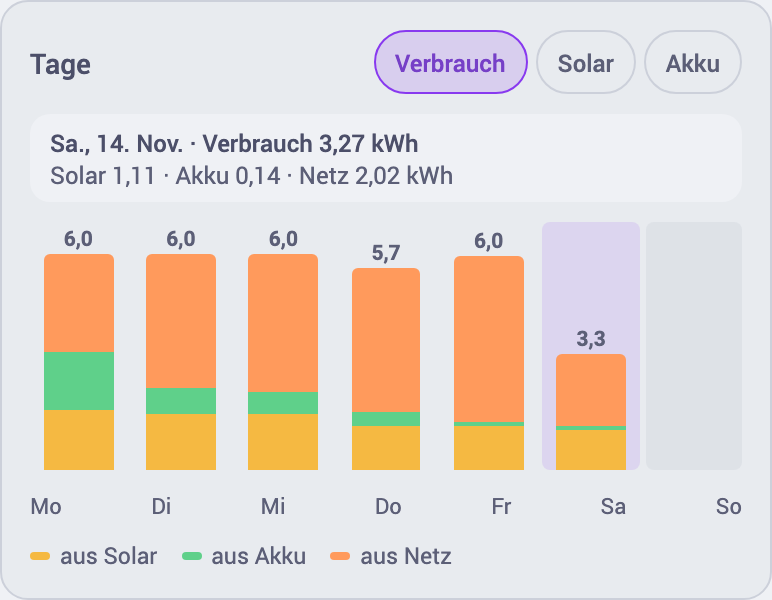 Tage
Verbrauch
Solar
Akku
Sa., 14. Nov. · Verbrauch 3,27 kWh
Solar 1,11 · Akku 0,14 · Netz 2,02 kWh
6,0
6,0
6,0
5,7
6,0
3,3
Mo Di Mi Do Fr Sa So
aus Solar aus Akku aus Netz